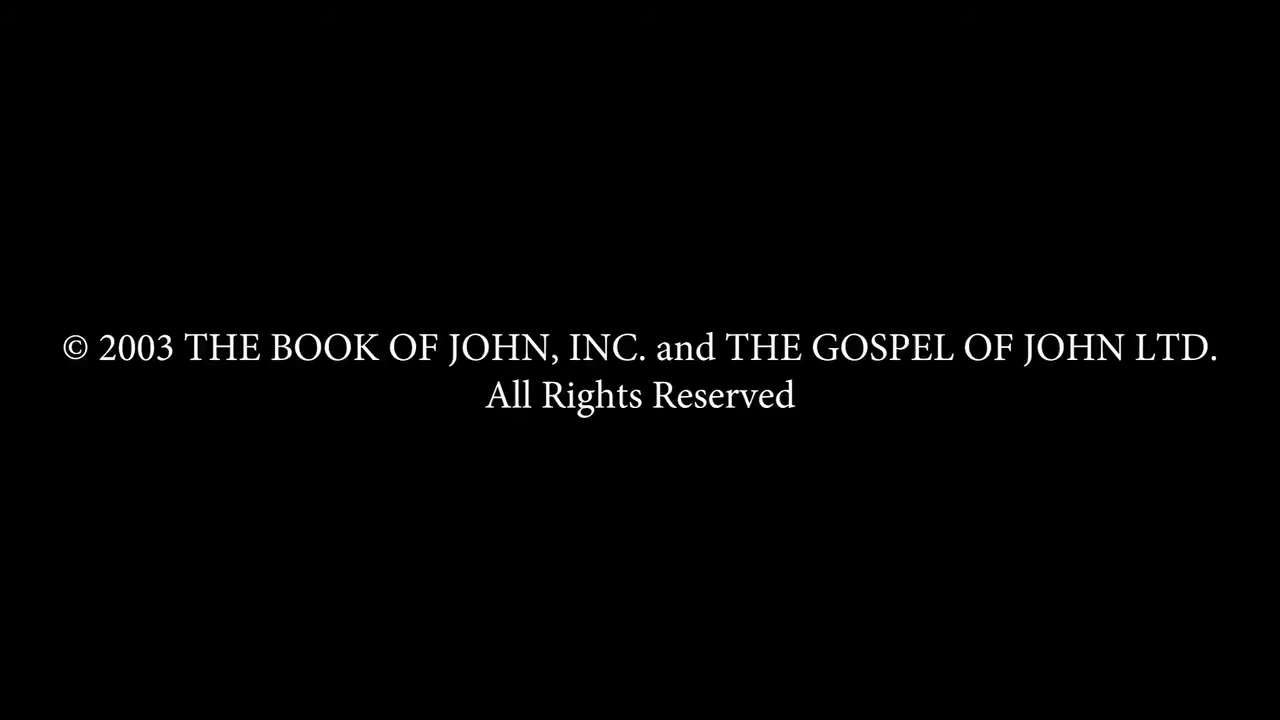 © 2003 THE BOOK OF JOHN, INC. and THE GOSPEL OF JOHN LTD.
All Rights Reserved